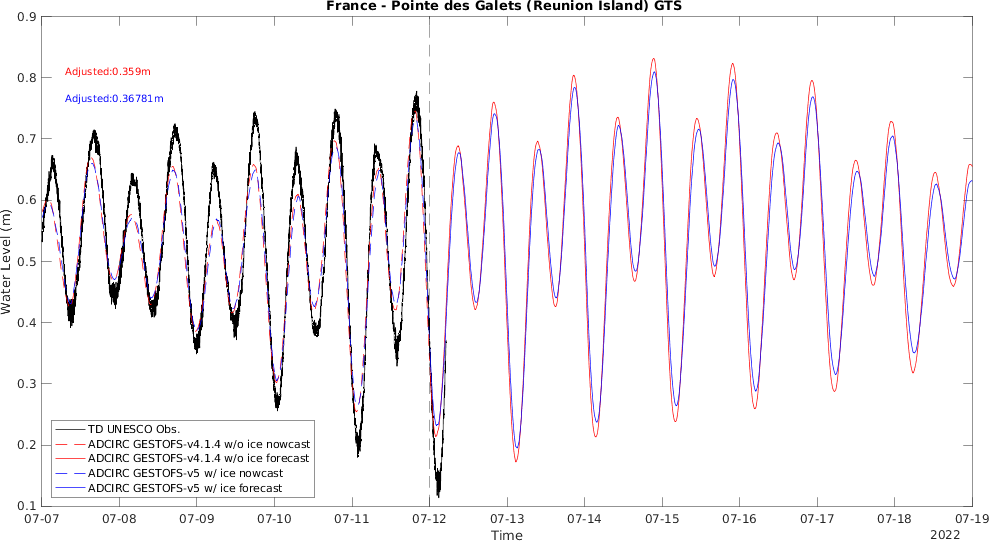 France - Pointe des Galets (Reunion Island) GTS
0.9
0.8
0.7
0.6
0.5
0.4
0.3
0.2
0.1
Water Level (m)
Adjusted:0.359m
Adjusted:0.36781m
TD UNESCO Obs.
ADCIRC GESTOFS-v4.1.4 w/o ice nowcast
ADCIRC GESTOFS-v4.1.4 w/o ice forecast
ADCIRC GESTOFS-v5 w/ ice nowcast
ADCIRC GESTOFS-v5 w/ ice forecast
07-07 07-08 07-09 07-10 07-11 07-12 07-13 07-14 07-15 07-16 07-17 07-18 07-19
Time
2022